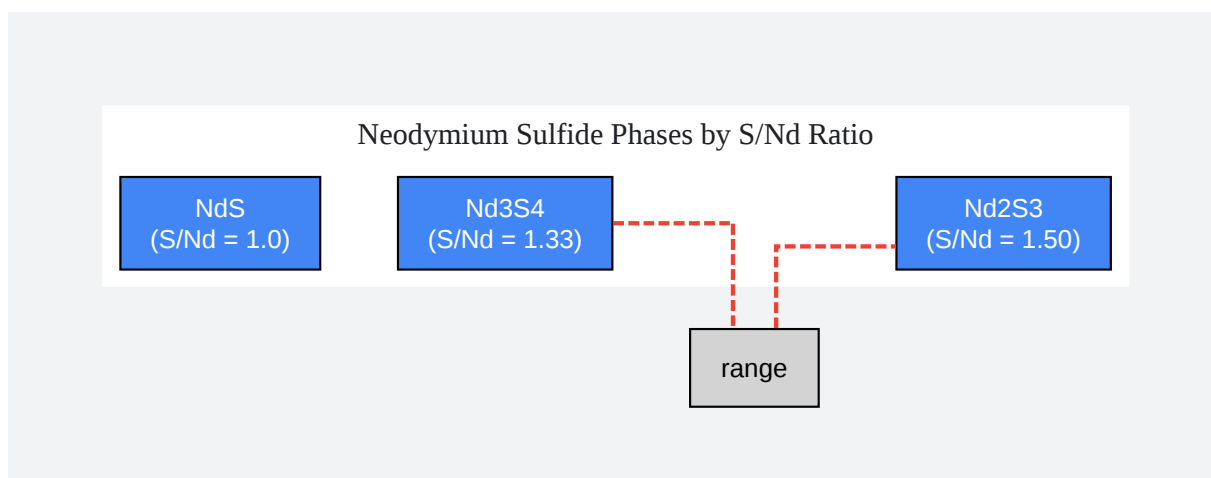 Neodymium Sulfide Phases by S/Nd Ratio
NdS
(S/Nd = 1.0)
Nd3S4
(S/Nd = 1.33)
Nd2S3
(S/Nd = 1.50)
range